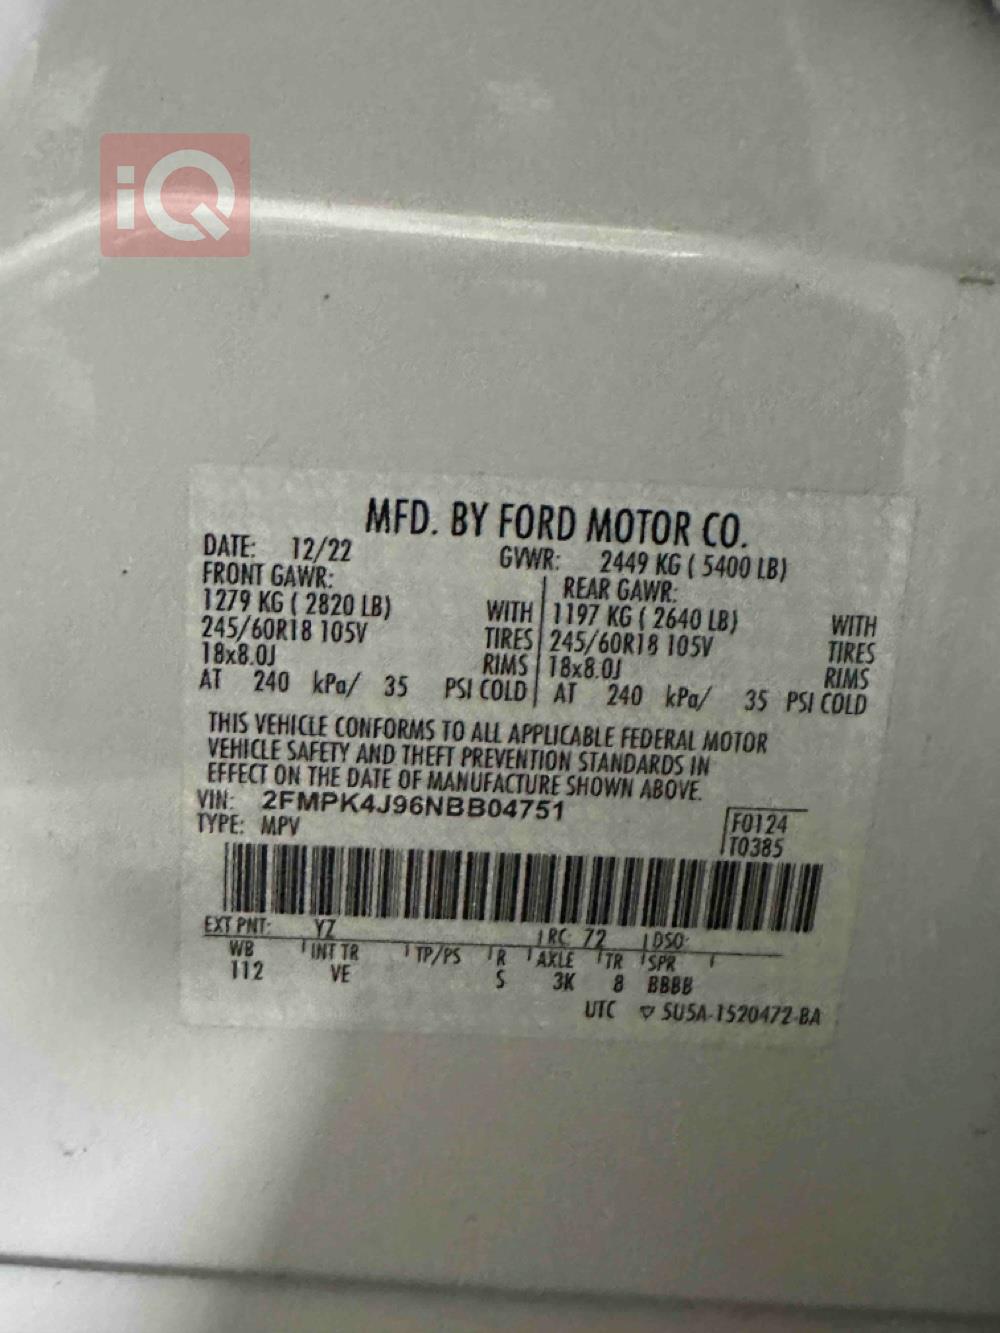 iQ
MFD. BY FORD MOTOR CO.
DATE: 12/22 GVWR: 2449 KG ( 5400 LB)
FRONT GAWR: REAR GAWR:
1279 KG ( 2820 LB) WITH 1197 KG ( 2640 LB) WITH
245/60R18 105V TIRES 245/60R18 105V TIRES
18x8.0J RIMS 18x8.0J RIMS
AT 240 kPa/ 35 PSI COLD AT 240 kPa/ 35 PSI COLD
THIS VEHICLE CONFORMS TO ALL APPLICABLE FEDERAL MOTOR
VEHICLE SAFETY AND THEFT PREVENTION STANDARDS IN
EFFECT ON THE DATE OF MANUFACTURE SHOWN ABOVE.
VIN: 2FMPK4J96NBB04751
TYPE: MPV
F0124
T0385
EXT PNT: YZ RC: 72 DSO:
WB INT TR TP/PS R AXLE TR SPR
112 VE S 3K 8 BBBB
UTC ▽ 5U5A-1520472-BA